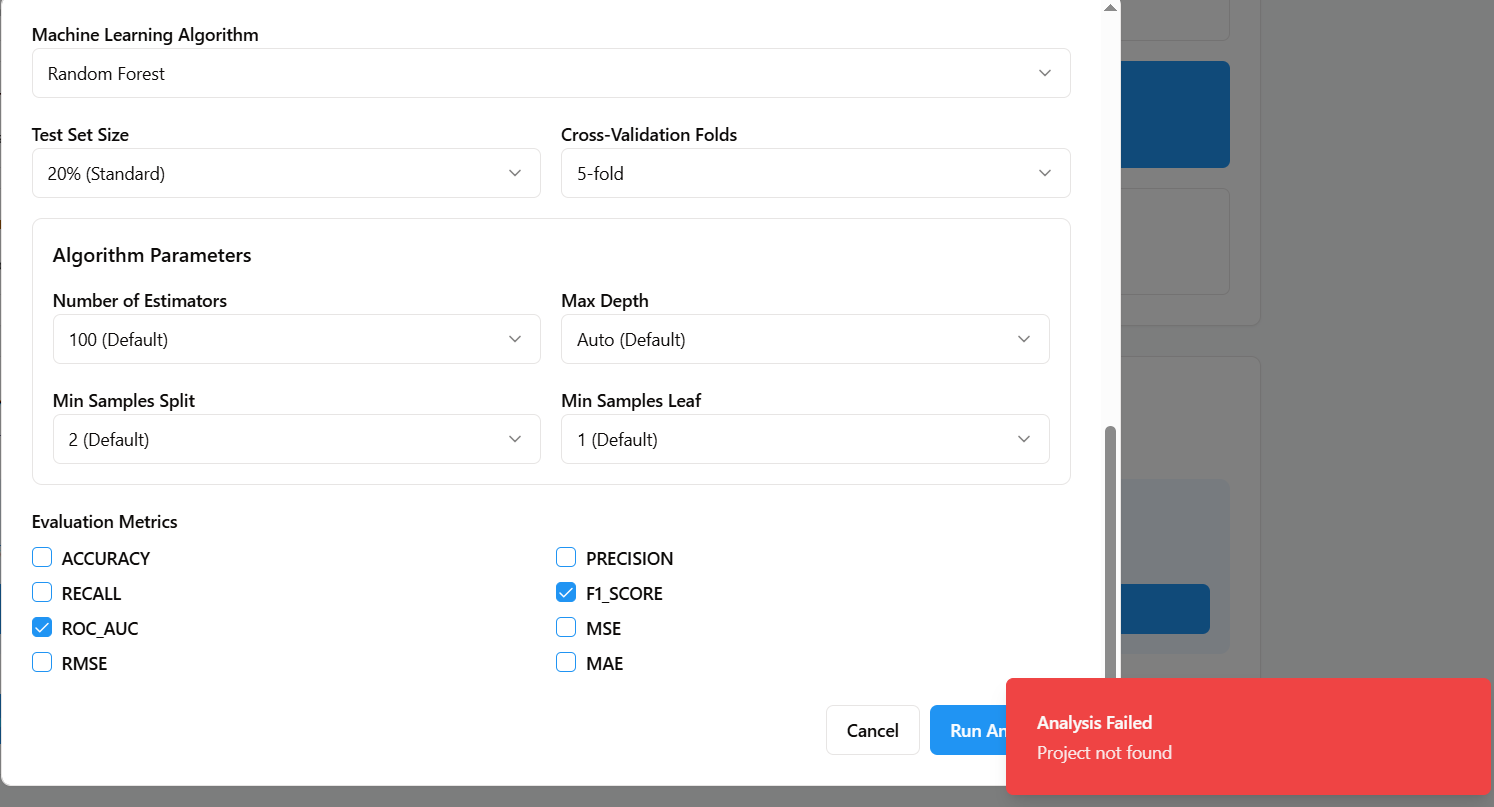 Machine Learning Algorithm
Random Forest
Test Set Size
Cross-Validation Folds
20% (Standard)
5-fold
Algorithm Parameters
Number of Estimators
Max Depth
100 (Default)
Auto (Default)
Min Samples Split
Min Samples Leaf
2 (Default)
1 (Default)
Evaluation Metrics
ACCURACY
PRECISION
RECALL
F1_SCORE
ROC_AUC
MSE
RMSE
MAE
Cancel
Run An
Analysis Failed
Project not found